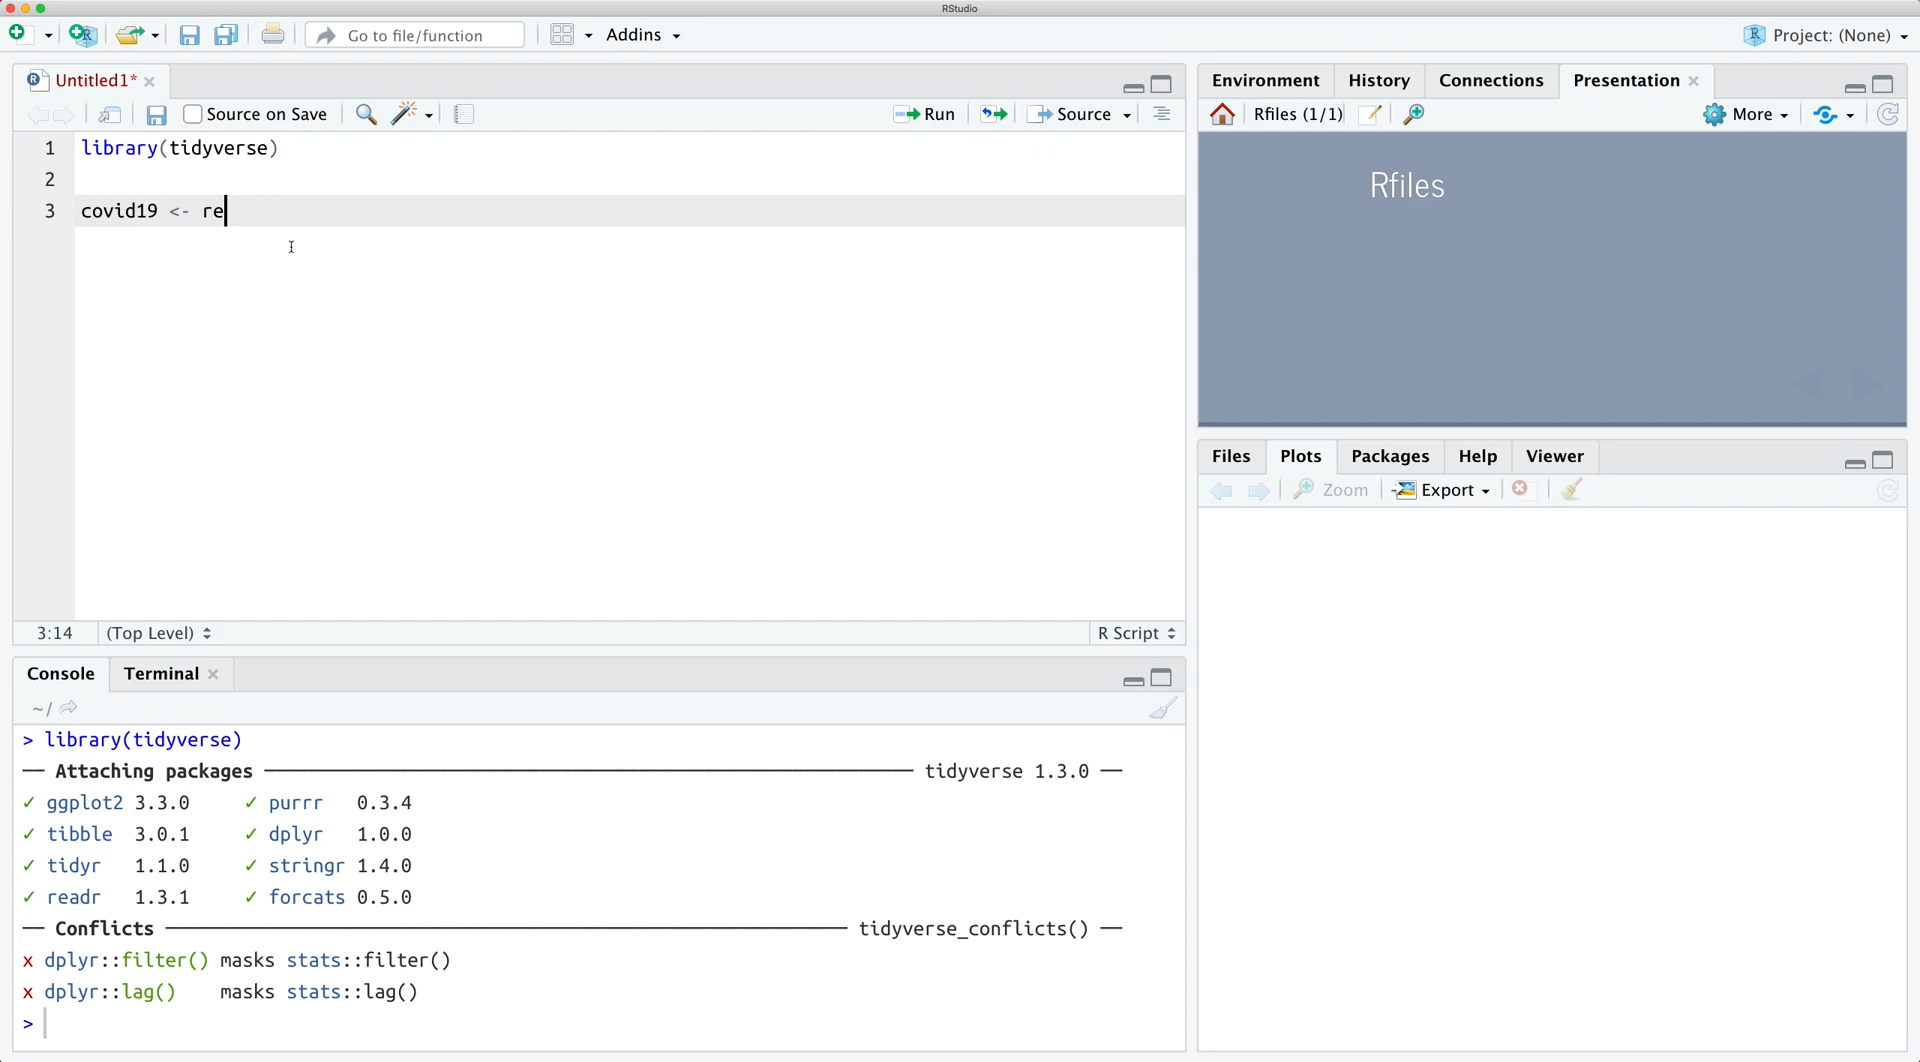 RStudio
Go to file/function
Addins
Project: (None)
Untitled1*
Source on Save
Run
Source
1 library(tidyverse)
2
3 covid19 <- re
3:14
(Top Level)
R Script
Console
Terminal
~/
> library(tidyverse)
── Attaching packages ──────────────────── tidyverse 1.3.0 ──
✓ ggplot2 3.3.0 ✓ purrr 0.3.4
✓ tibble 3.0.1 ✓ dplyr 1.0.0
✓ tidyr 1.1.0 ✓ stringr 1.4.0
✓ readr 1.3.1 ✓ forcats 0.5.0
── Conflicts ──────────────────── tidyverse_conflicts() ──
x dplyr::filter() masks stats::filter()
x dplyr::lag() masks stats::lag()
>
Environment
History
Connections
Presentation
Rfiles (1/1)
More
Rfiles
Files
Plots
Packages
Help
Viewer
Zoom
Export